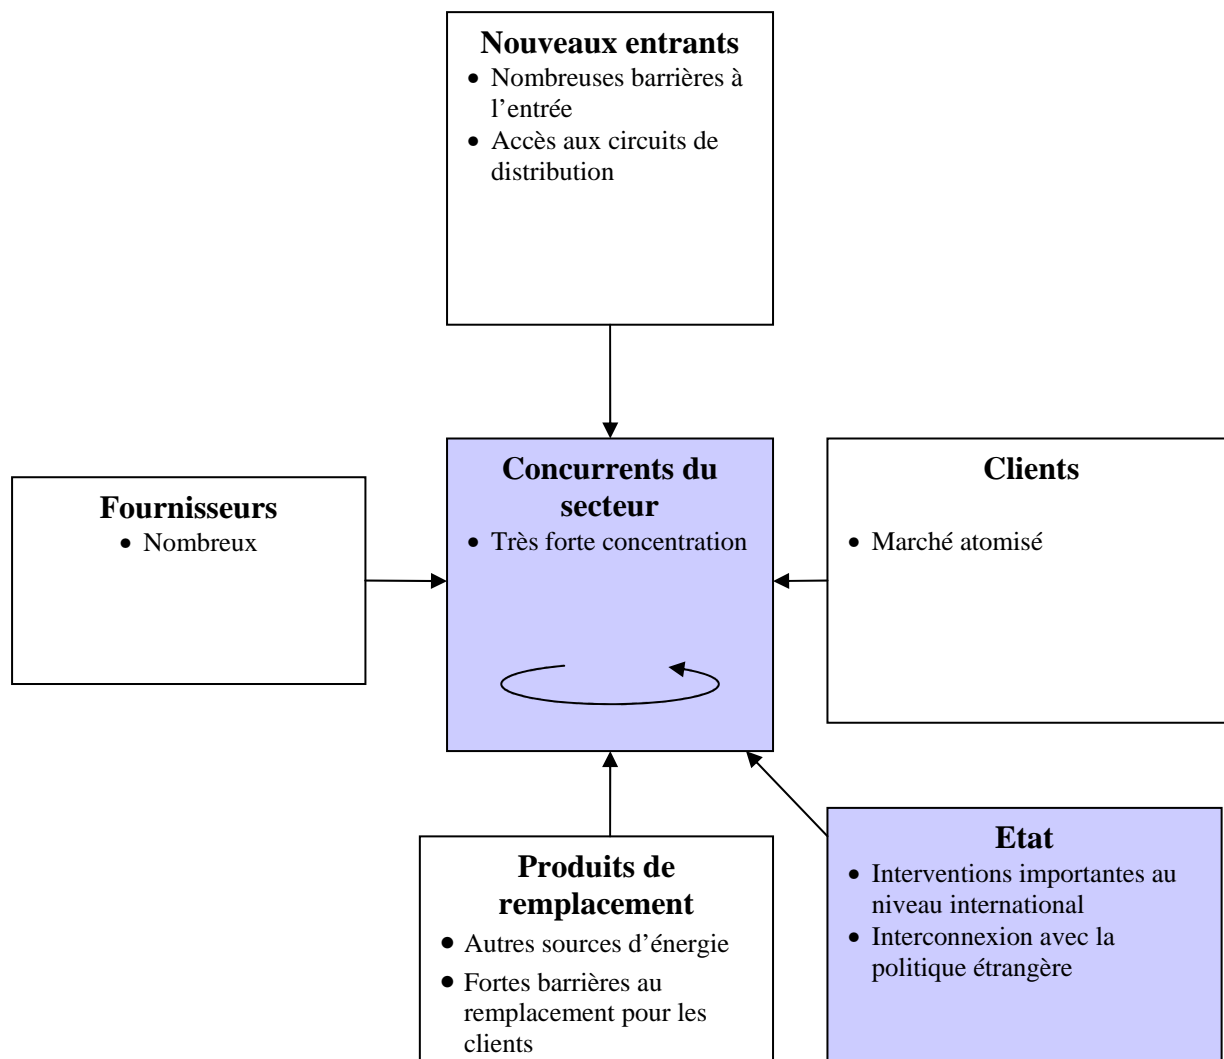 Nouveaux entrants
• Nombreuses barrières à
l’entrée
• Accès aux circuits de
distribution
Fournisseurs
• Nombreux
Concurrents du
secteur
• Très forte concentration
Clients
• Marché atomisé
Produits de
remplacement
• Autres sources d’énergie
• Fortes barrières au
remplacement pour les
clients
Etat
• Interventions importantes au
niveau international
• Interconnexion avec la
politique étrangère